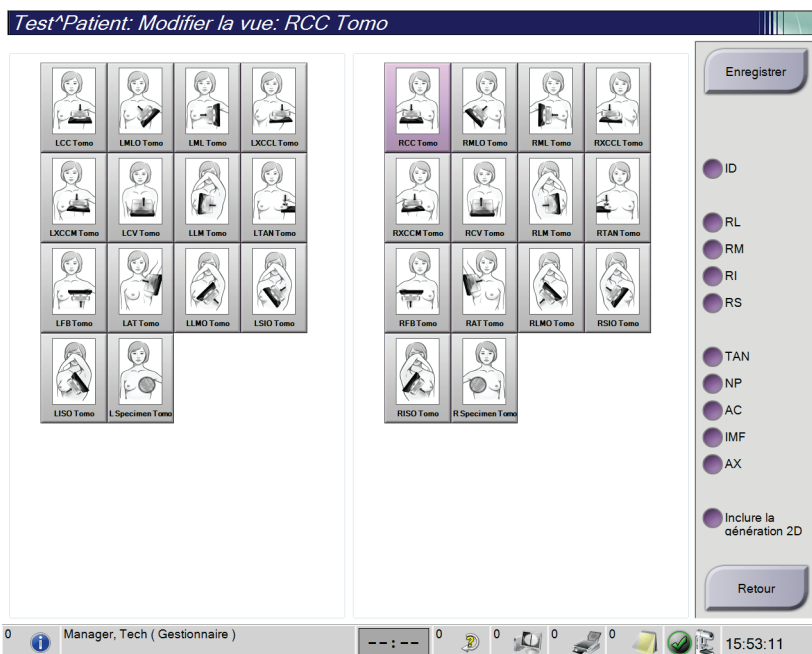 Test^Patient: Modifier la vue: RCC Tomo
LCC Tomo
LMLO Tomo
LML Tomo
LXCCL Tomo
LXCCM Tomo
LCV Tomo
LLM Tomo
LTAN Tomo
LFB Tomo
LAT Tomo
LLMO Tomo
LSIO Tomo
LISO Tomo
L Specimen Tomo
RCC Tomo
RMLO Tomo
RML Tomo
RXCCL Tomo
RXCCM Tomo
RCV Tomo
RLM Tomo
RTAN Tomo
RFB Tomo
RAT Tomo
RLMO Tomo
RSIO Tomo
RISO Tomo
R Specimen Tomo
Enregistrer
ID
RL
RM
RI
RS
TAN
NP
AC
IMF
AX
Inclure la
génération 2D
Retour
0
Manager, Tech ( Gestionnaire )
--:--
0
0
0
0
15:53:11